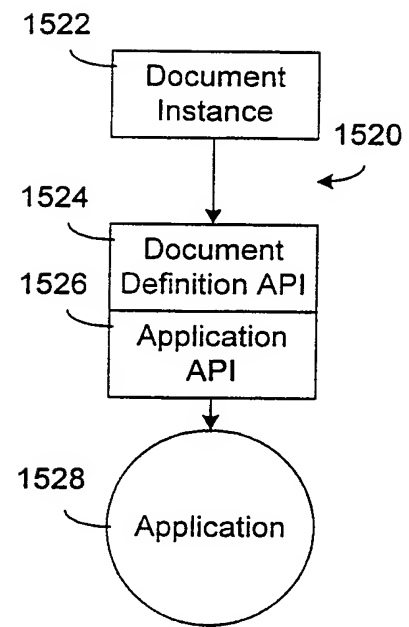 1522
Document
Instance
1520
1524
Document
Definition API
1526
Application
API
1528
Application